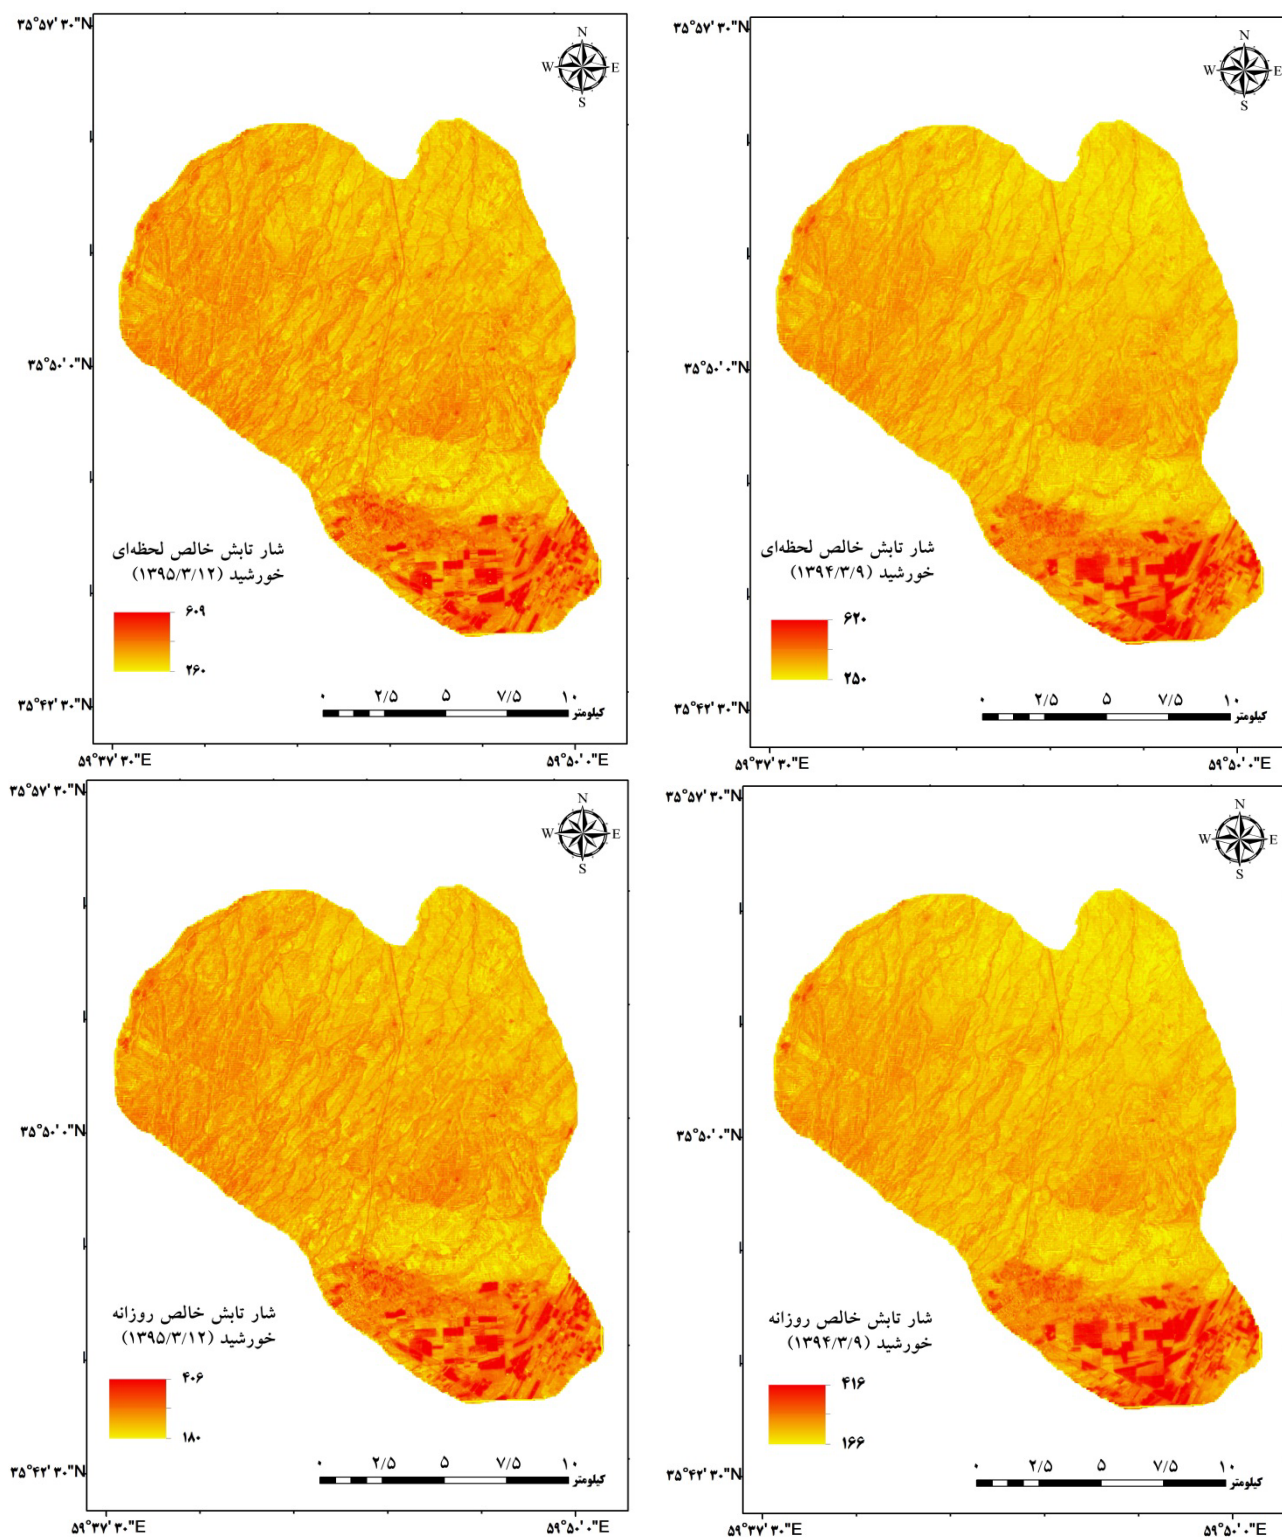 ۳۵°۵۷' ۳۰"N
N
W E
S
۳۵°۵۰' ۰"N
شار تابش خالص لحظه‌ای
خورشید (۱۳۹۵/۳/۱۲)
۶۰۹
۲۶۰
۳۵°۴۲' ۳۰"N
۰ ۲/۵ ۵ ۷/۵ ۱۰
کیلومتر
۵۹°۳۷' ۳۰"E ۵۹°۵۰' ۰"E
۳۵°۵۷' ۳۰"N
N
W E
S
۳۵°۵۰' ۰"N
شار تابش خالص لحظه‌ای
خورشید (۱۳۹۴/۳/۹)
۶۲۰
۲۵۰
۳۵°۴۲' ۳۰"N
۰ ۲/۵ ۵ ۷/۵ ۱۰
کیلومتر
۵۹°۳۷' ۳۰"E ۵۹°۵۰' ۰"E
۳۵°۵۷' ۳۰"N
N
W E
S
۳۵°۵۰' ۰"N
شار تابش خالص روزانه
خورشید (۱۳۹۵/۳/۱۲)
۴۰۶
۱۸۰
۳۵°۴۲' ۳۰"N
۰ ۲/۵ ۵ ۷/۵ ۱۰
کیلومتر
۵۹°۳۷' ۳۰"E ۵۹°۵۰' ۰"E
۳۵°۵۷' ۳۰"N
N
W E
S
۳۵°۵۰' ۰"N
شار تابش خالص روزانه
خورشید (۱۳۹۴/۳/۹)
۴۱۶
۱۶۶
۳۵°۴۲' ۳۰"N
۰ ۲/۵ ۵ ۷/۵ ۱۰
کیلومتر
۵۹°۳۷' ۳۰"E ۵۹°۵۰' ۰"E